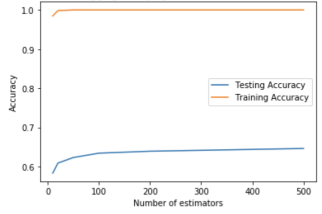 1.0
0.9
0.8
0.7
0.6
Accuracy
Testing Accuracy
Training Accuracy
0 100 200 300 400 500
Number of estimators